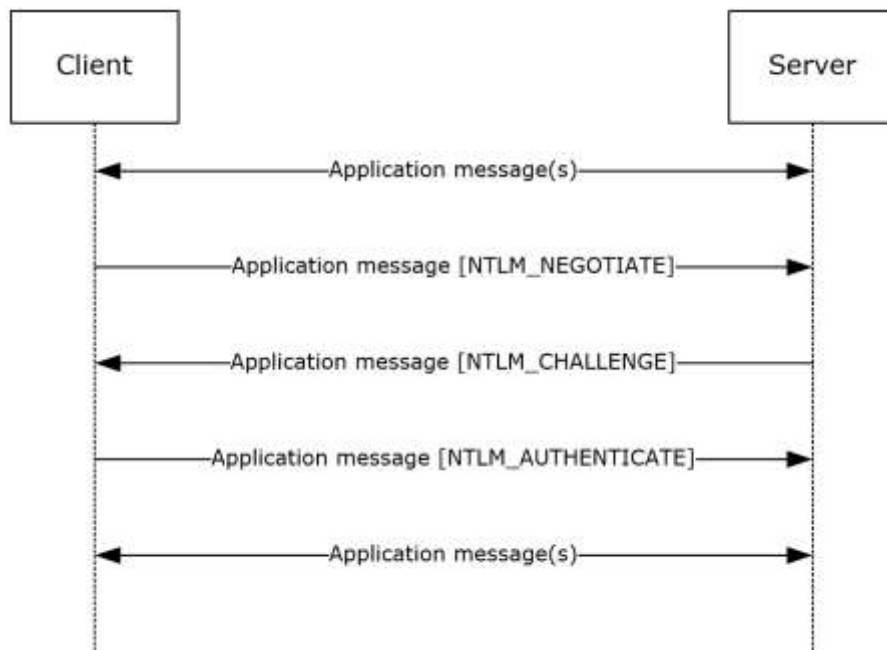 Client
Server
Application message(s)
Application message [NTLM_NEGOTIATE]
Application message [NTLM_CHALLENGE]
Application message [NTLM_AUTHENTICATE]
Application message(s)